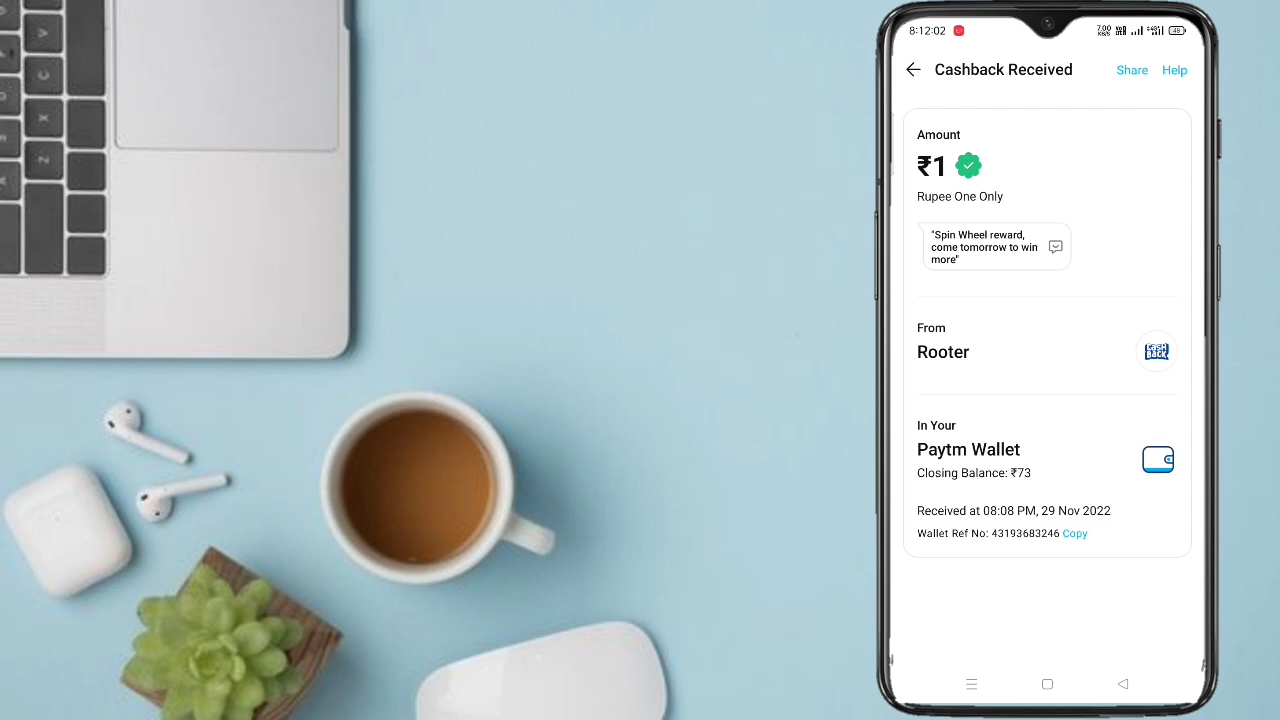 8:12:02
Cashback Received
Share Help
Amount
₹1
Rupee One Only
"Spin Wheel reward,
come tomorrow to win
more"
From
Rooter
CASH
BACK
In Your
Paytm Wallet
Closing Balance: ₹73
Received at 08:08 PM, 29 Nov 2022
Wallet Ref No: 43193683246 Copy
V
C
X
Z